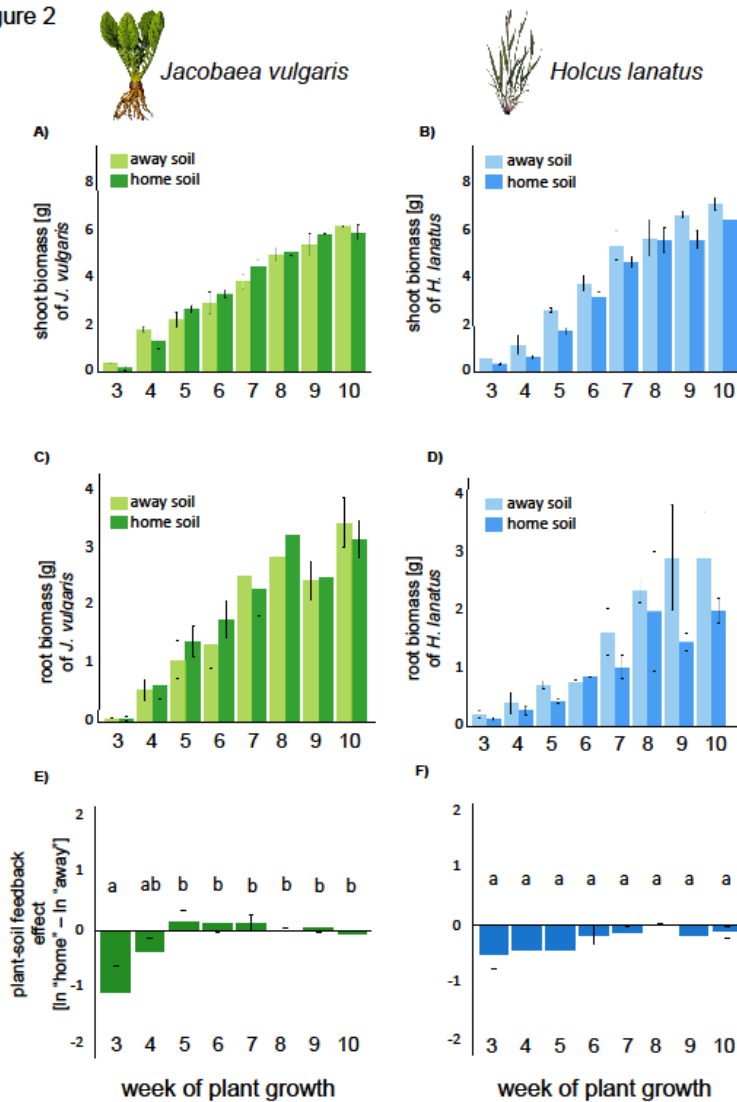 gure 2
Jacobaea vulgaris
Holcus lanatus
A)
away soil
home soil
8
6
4
2
0
shoot biomass [g]
of J. vulgaris
3 4 5 6 7 8 9 10
B)
away soil
home soil
8
6
4
2
0
shoot biomass [g]
of H. lanatus
3 4 5 6 7 8 9 10
C)
away soil
home soil
4
3
2
1
0
root biomass [g]
of J. vulgaris
3 4 5 6 7 8 9 10
D)
away soil
home soil
4
3
2
1
0
root biomass [g]
of H. lanatus
3 4 5 6 7 8 9 10
E)
2
1
0
-1
-2
plant-soil feedback
effect
[ln "home" – ln "away"]
a ab b b b b b b
3 4 5 6 7 8 9 10
week of plant growth
F)
2
1
0
-1
-2
a a a a a a a a
3 4 5 6 7 8 9 10
week of plant growth